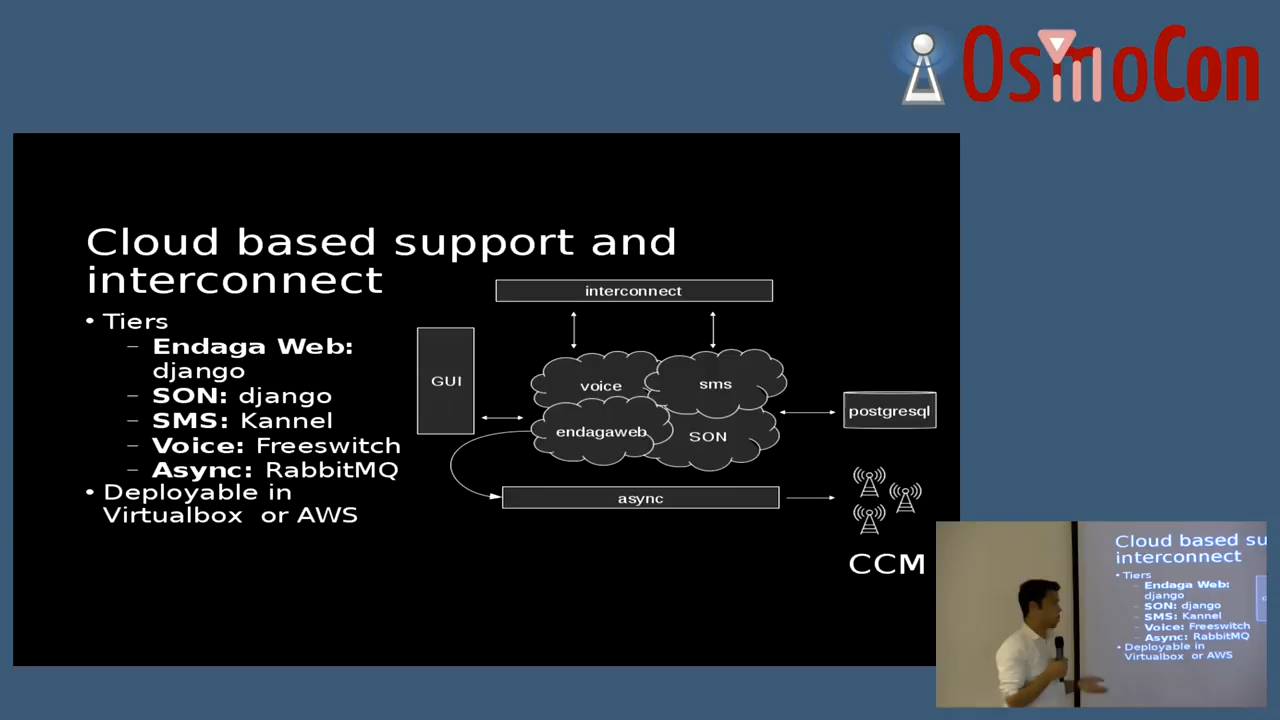 OsmoCon
Cloud based support and
interconnect
• Tiers
– Endaga Web:
django
– SON: django
– SMS: Kannel
– Voice: Freeswitch
– Async: RabbitMQ
• Deployable in
Virtualbox or AWS
interconnect
GUI
voice
sms
endagaweb
SON
postgresql
async
CCM
Cloud based su
interconnect
• Tiers
– Endaga Web:
django
– SON: django
– SMS: Kannel
– Voice: Freeswitch
– Async: RabbitMQ
• Deployable in
Virtualbox or AWS